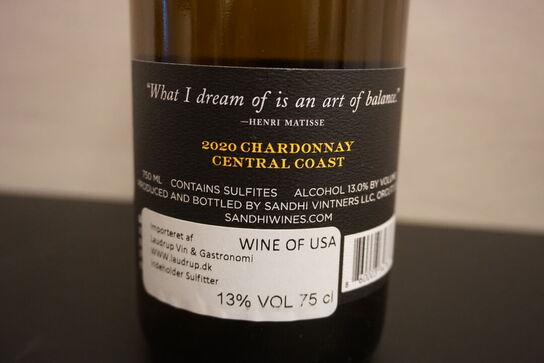 "What I dream of is an art of balance."
—HENRI MATISSE
2020 CHARDONNAY
CENTRAL COAST
750 ML CONTAINS SULFITES ALCOHOL 13.0% BY
AND BOTTLED BY SANDHI VINTNERS LLC,
SANDHIWINES.COM
Importeret af
Laudrup Vin & Gastronomi
WWW.laudrup.dk
Indeholder Sulfitter
WINE OF USA
13% VOL 75 cl